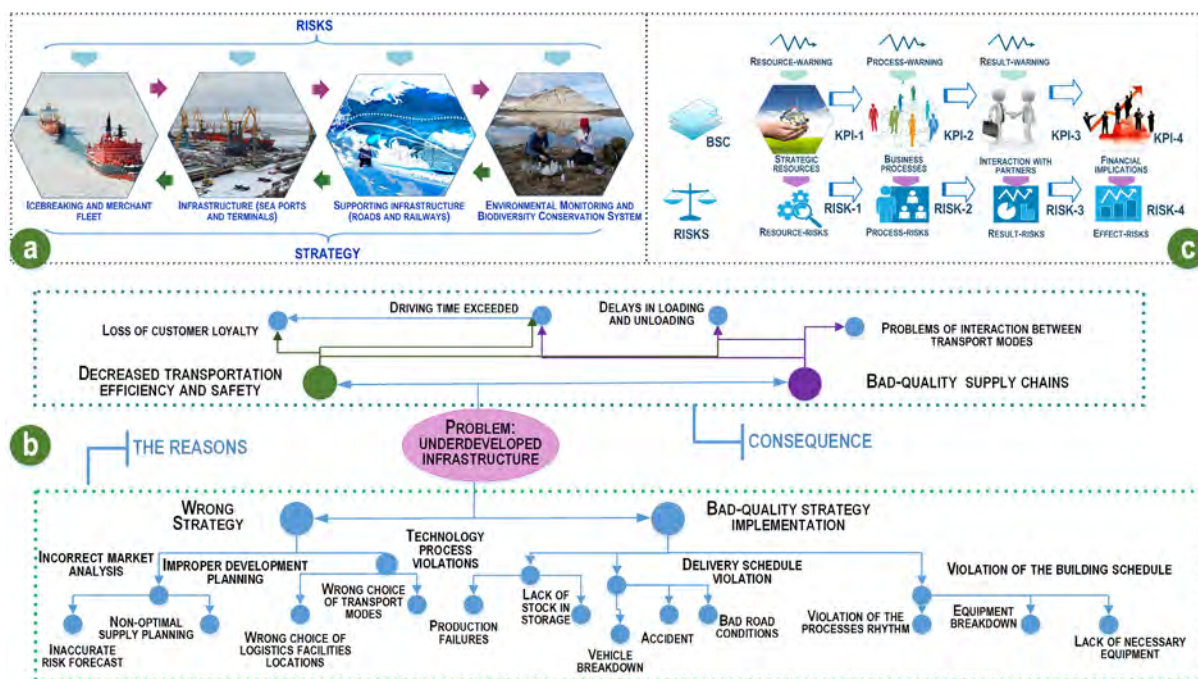 RISKS
ICEBREAKING AND MERCHANT
FLEET
INFRASTRUCTURE (SEA PORTS
AND TERMINALS)
SUPPORTING INFRASTRUCTURE
(ROADS AND RAILWAYS)
ENVIRONMENTAL MONITORING AND
BIODIVERSITY CONSERVATION SYSTEM
STRATEGY
a
RESOURCE-WARNING
PROCESS-WARNING
RESULT-WARNING
BSC
KPI-1
KPI-2
KPI-3
KPI-4
STRATEGIC
RESOURCES
BUSINESS
PROCESSES
INTERACTION WITH
PARTNERS
FINANCIAL
IMPLICATIONS
RISKS
RISK-1
RISK-2
RISK-3
RISK-4
RESOURCE-RISKS
PROCESS-RISKS
RESULT-RISKS
EFFECT-RISKS
c
LOSS OF CUSTOMER LOYALTY
DRIVING TIME EXCEEDED
DELAYS IN LOADING
AND UNLOADING
PROBLEMS OF INTERACTION BETWEEN
TRANSPORT MODES
DECREASED TRANSPORTATION
EFFICIENCY AND SAFETY
BAD-QUALITY SUPPLY CHAINS
b
THE REASONS
PROBLEM:
UNDERDEVELOPED
INFRASTRUCTURE
CONSEQUENCE
WRONG
STRATEGY
BAD-QUALITY STRATEGY
IMPLEMENTATION
INCORRECT MARKET
ANALYSIS
IMPROPER DEVELOPMENT
PLANNING
TECHNOLOGY
PROCESS
VIOLATIONS
DELIVERY SCHEDULE
VIOLATION
VIOLATION OF THE BUILDING SCHEDULE
INACCURATE
RISK FORECAST
NON-OPTIMAL
SUPPLY PLANNING
WRONG CHOICE OF
LOGISTICS FACILITIES
LOCATIONS
WRONG CHOICE
OF TRANSPORT
MODES
PRODUCTION
FAILURES
LACK OF
STOCK IN
STORAGE
VEHICLE
BREAKDOWN
ACCIDENT
BAD ROAD
CONDITIONS
VIOLATION OF THE
PROCESSES RHYTHM
EQUIPMENT
BREAKDOWN
LACK OF NECESSARY
EQUIPMENT